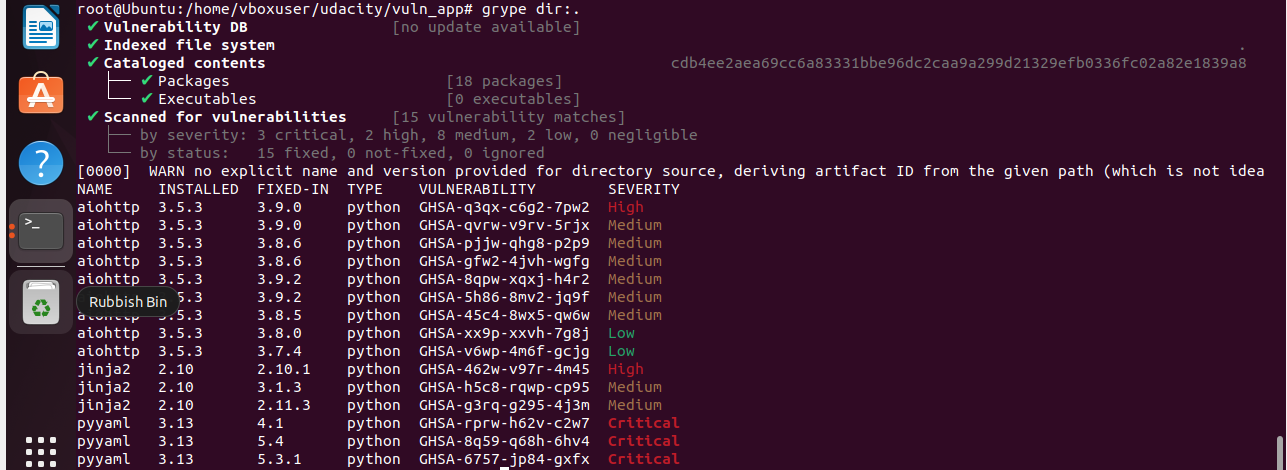 root@Ubuntu:/home/vboxuser/udacity/vuln_app# grype dir:.
✔ Vulnerability DB [no update available]
✔ Indexed file system .
✔ Cataloged contents cdb4ee2aea69cc6a83331bbe96dc2caa9a299d21329efb0336fc02a82e1839a8
├── ✔ Packages [18 packages]
└── ✔ Executables [0 executables]
✔ Scanned for vulnerabilities [15 vulnerability matches]
├── by severity: 3 critical, 2 high, 8 medium, 2 low, 0 negligible
└── by status: 15 fixed, 0 not-fixed, 0 ignored
[0000] WARN no explicit name and version provided for directory source, deriving artifact ID from the given path (which is not idea
NAME INSTALLED FIXED-IN TYPE VULNERABILITY SEVERITY
aiohttp 3.5.3 3.9.0 python GHSA-q3qx-c6g2-7pw2 High
aiohttp 3.5.3 3.9.0 python GHSA-qvrw-v9rv-5rjx Medium
aiohttp 3.5.3 3.8.6 python GHSA-pjjw-qhg8-p2p9 Medium
aiohttp 3.5.3 3.8.6 python GHSA-gfw2-4jvh-wgfg Medium
aiohttp 3.5.3 3.9.2 python GHSA-8qpw-xqxj-h4r2 Medium
Rubbish Bin
3.5.3 3.9.2 python GHSA-5h86-8mv2-jq9f Medium
aiohttp 3.5.3 3.8.5 python GHSA-45c4-8wx5-qw6w Medium
aiohttp 3.5.3 3.8.0 python GHSA-xx9p-xxvh-7g8j Low
aiohttp 3.5.3 3.7.4 python GHSA-v6wp-4m6f-gcjg Low
jinja2 2.10 2.10.1 python GHSA-462w-v97r-4m45 High
jinja2 2.10 3.1.3 python GHSA-h5c8-rqwp-cp95 Medium
jinja2 2.10 2.11.3 python GHSA-g3rq-g295-4j3m Medium
pyyaml 3.13 4.1 python GHSA-rprw-h62v-c2w7 Critical
pyyaml 3.13 5.4 python GHSA-8q59-q68h-6hv4 Critical
pyyaml 3.13 5.3.1 python GHSA-6757-jp84-gxfx Critical